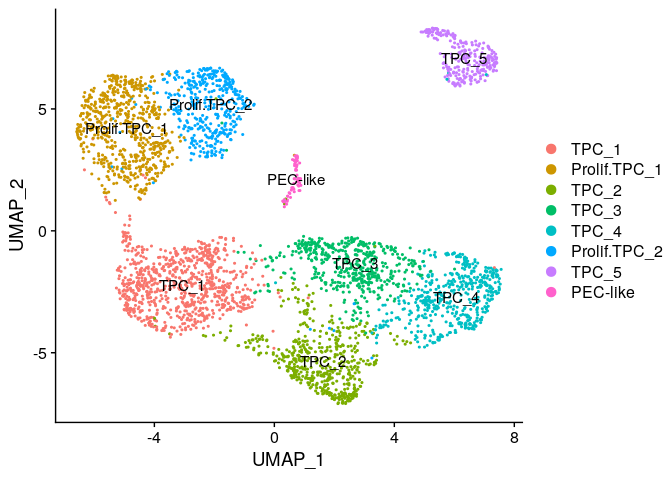 TPC_5
Prolif.TPC_2
Prolif.TPC_1
PEC-like
TPC_3
TPC_1
TPC_4
TPC_2
5
0
-5
-4
0
4
8
UMAP_1
UMAP_2
TPC_1
Prolif.TPC_1
TPC_2
TPC_3
TPC_4
Prolif.TPC_2
TPC_5
PEC-like